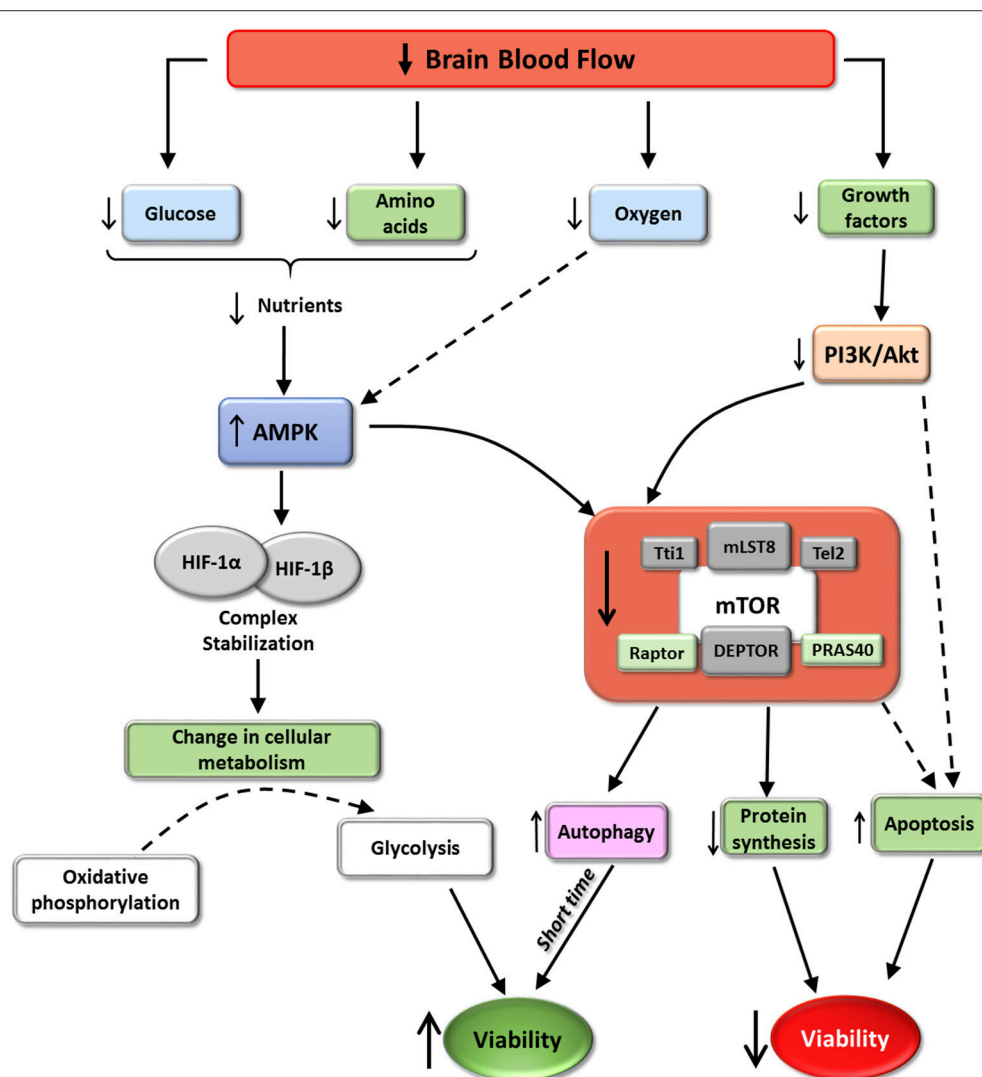 ↓ Brain Blood Flow
↓ Glucose
↓ Amino
acids
↓ Oxygen
↓ Growth
factors
↓ Nutrients
↓ PI3K/Akt
↑ AMPK
HIF-1α
HIF-1β
Complex
Stabilization
Tti1
mLST8
Tel2
mTOR
Raptor
DEPTOR
PRAS40
Change in cellular
metabolism
Oxidative
phosphorylation
Glycolysis
↑ Autophagy
↓ Protein
synthesis
↑ Apoptosis
Short time
↑ Viability
↓ Viability